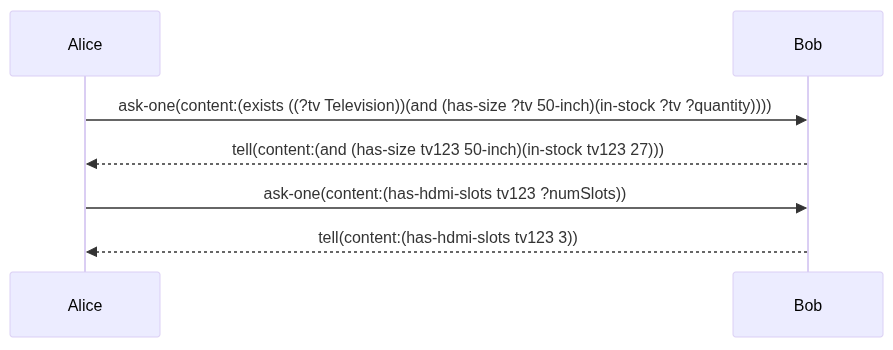 Alice
Bob
ask-one(content:(exists ((?tv Television))(and (has-size ?tv 50-inch)(in-stock ?tv ?quantity))))
tell(content:(and (has-size tv123 50-inch)(in-stock tv123 27)))
ask-one(content:(has-hdmi-slots tv123 ?numSlots))
tell(content:(has-hdmi-slots tv123 3))
Alice
Bob